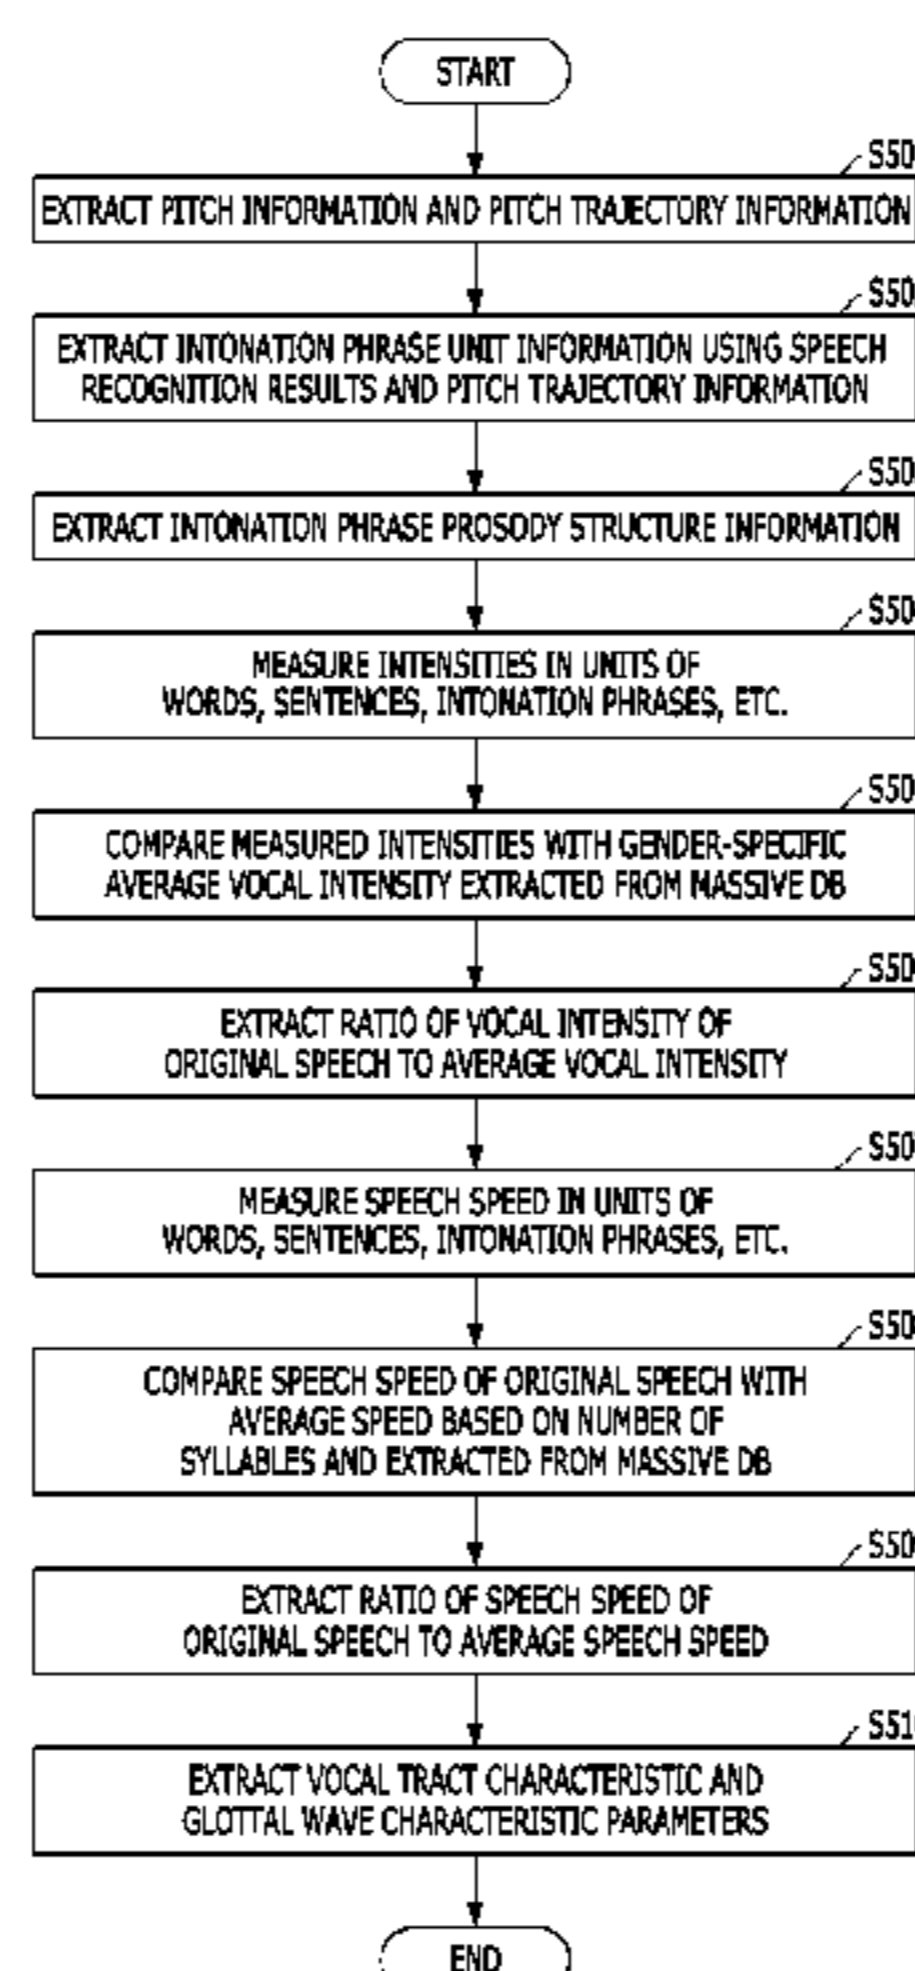 START
S50
EXTRACT PITCH INFORMATION AND PITCH TRAJECTORY INFORMATION
S50
EXTRACT INTONATION PHRASE UNIT INFORMATION USING SPEECH
RECOGNITION RESULTS AND PITCH TRAJECTORY INFORMATION
S50
EXTRACT INTONATION PHRASE PROSODY STRUCTURE INFORMATION
S50
MEASURE INTENSITIES IN UNITS OF
WORDS, SENTENCES, INTONATION PHRASES, ETC.
S50
COMPARE MEASURED INTENSITIES WITH GENDER-SPECIFIC
AVERAGE VOCAL INTENSITY EXTRACTED FROM MASSIVE DB
S50
EXTRACT RATIO OF VOCAL INTENSITY OF
ORIGINAL SPEECH TO AVERAGE VOCAL INTENSITY
S50
MEASURE SPEECH SPEED IN UNITS OF
WORDS, SENTENCES, INTONATION PHRASES, ETC.
S50
COMPARE SPEECH SPEED OF ORIGINAL SPEECH WITH
AVERAGE SPEED BASED ON NUMBER OF
SYLLABLES AND EXTRACTED FROM MASSIVE DB
S50
EXTRACT RATIO OF SPEECH SPEED OF
ORIGINAL SPEECH TO AVERAGE SPEECH SPEED
S51
EXTRACT VOCAL TRACT CHARACTERISTIC AND
GLOTTAL WAVE CHARACTERISTIC PARAMETERS
END